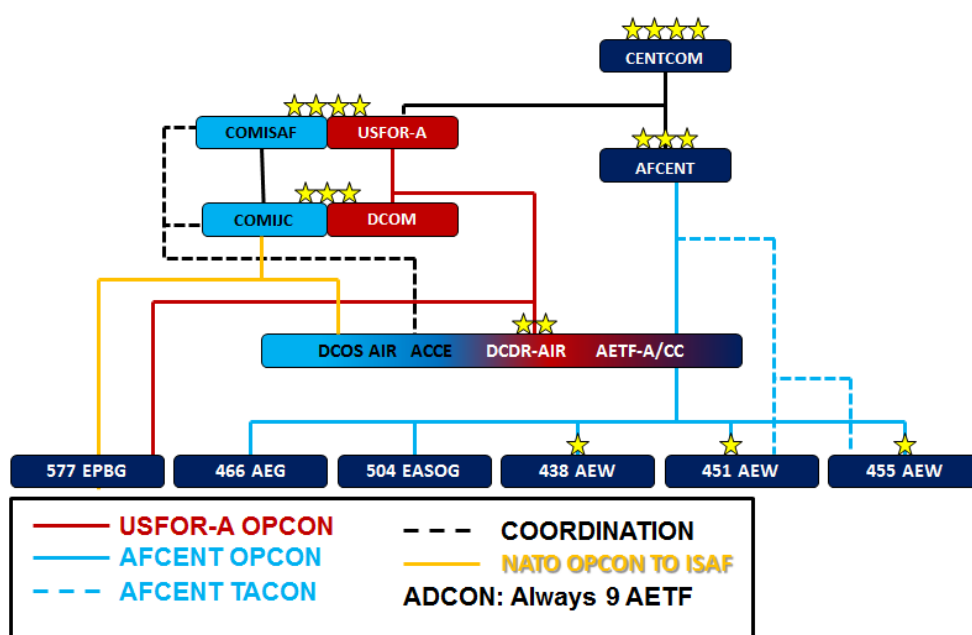 CENTCOM
COMISAF USFOR-A
AFCENT
COMIJC DCOM
DCOS AIR ACCE DCDR-AIR AETF-A/CC
577 EPBG 466 AEG 504 EASOG 438 AEW 451 AEW 455 AEW
USFOR-A OPCON
AFCENT OPCON
AFCENT TACON
COORDINATION
NATO OPCON TO ISAF
ADCON: Always 9 AETF